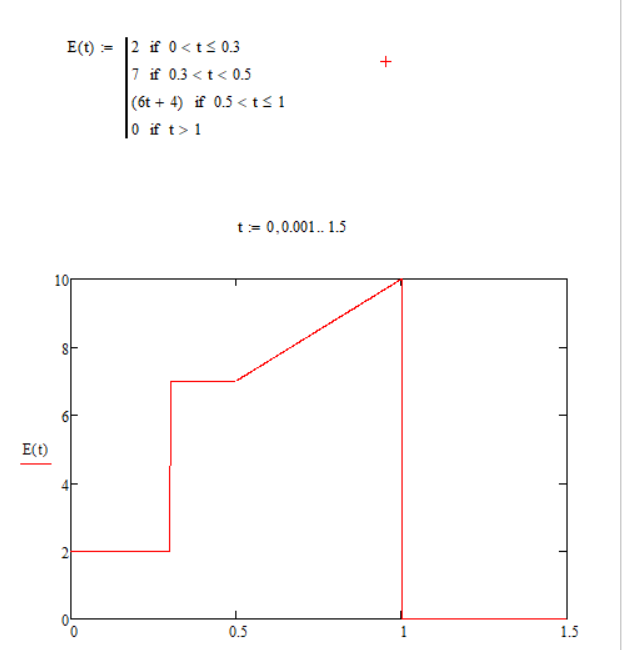 E(t) := 2 if 0 < t ≤ 0.3
7 if 0.3 < t < 0.5
(6t + 4) if 0.5 < t ≤ 1
0 if t > 1
t := 0,0.001.. 1.5
10
8
6
E(t)
4
2
0
0 0.5 1 1.5